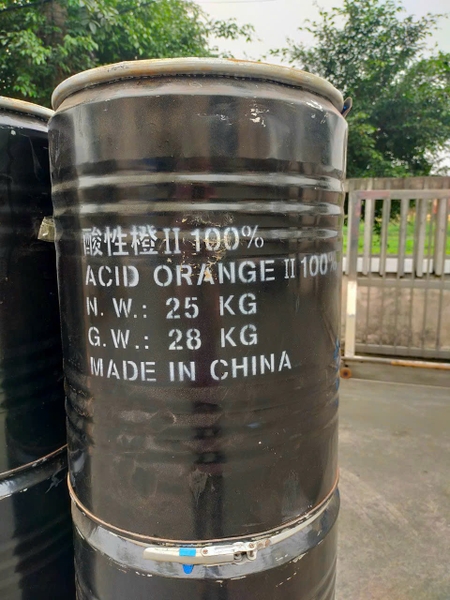 酸性橙 II 100%
ACID ORANGE II 100%
N. W.: 25 KG
G.W.: 28 KG
MADE IN CHINA